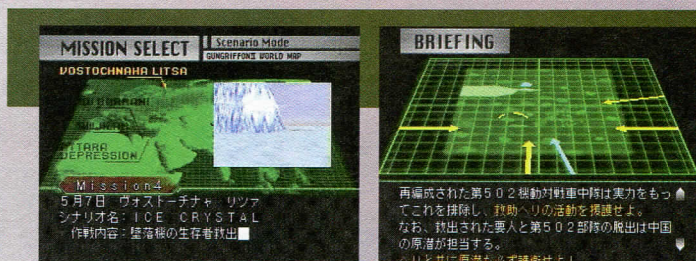 MISSION SELECT
Scenario Mode
GUNGRIFFONⅡ WORLD MAP
VOSTOCHNAHA LITSA
DEPRESSION
Mission4
5月7日 ヴォストーチナャ リツァ
シナリオ名:ICE CRYSTAL
作戦内容:墜落機の生存者救出
BRIEFING
再編成された第502機動対戦車中隊は実力をもっ
てこれを排除し、救助ヘリの活動を援護せよ。
なお、救出された要人と第502部隊の脱出は中国
の原潜が担当する。